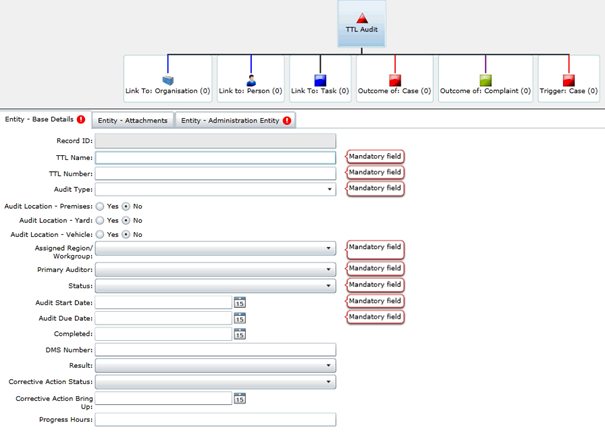 TTL Audit
Link To: Organisation (0) Link to: Person (0) Link To: Task (0) Outcome of: Case (0) Outcome of: Complaint (0) Trigger: Case (0)
Entity - Base Details Entity - Attachments Entity - Administration Entity
Record ID:
TTL Name: Mandatory field
TTL Number: Mandatory field
Audit Type: Mandatory field
Audit Location - Premises: Yes No
Audit Location - Yard: Yes No
Audit Location - Vehicle: Yes No
Assigned Region/ Mandatory field
Workgroup:
Primary Auditor: Mandatory field
Status: Mandatory field
Audit Start Date: 15 Mandatory field
Audit Due Date: 15 Mandatory field
Completed: 15
DMS Number:
Result:
Corrective Action Status:
Corrective Action Bring 15
Up:
Progress Hours: